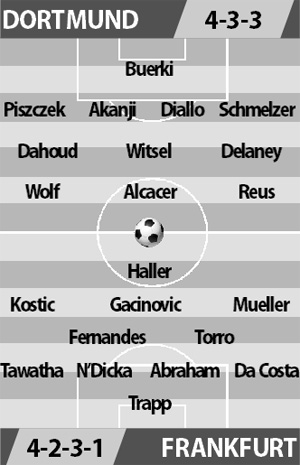 DORTMUND 4-3-3
Buerki
Piszczek Akanji Diallo Schmelzer
Dahoud Witsel Delaney
Wolf Alcacer Reus
Haller
Kostic Gacinovic Mueller
Fernandes Torro
Tawatha N'Dicka Abraham Da Costa
Trapp
4-2-3-1 FRANKFURT